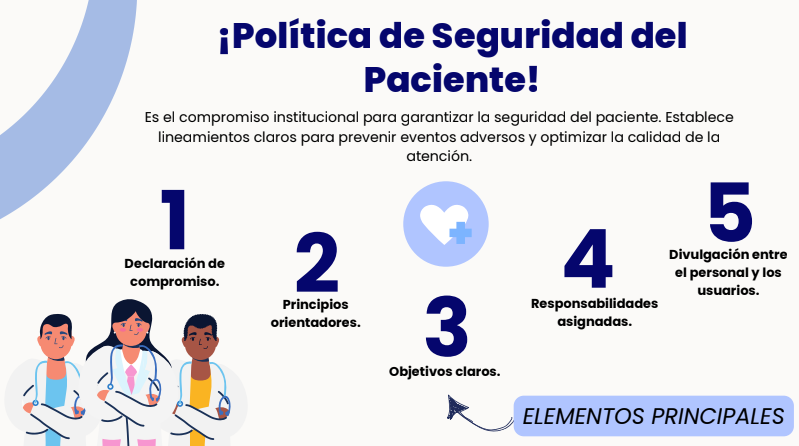 ¡Política de Seguridad del
Paciente!
Es el compromiso institucional para garantizar la seguridad del paciente. Establece
lineamientos claros para prevenir eventos adversos y optimizar la calidad de la
atención.
1
Declaración de
compromiso.
2
Principios
orientadores.
3
Objetivos claros.
4
Responsabilidades
asignadas.
5
Divulgación entre
el personal y los
usuarios.
ELEMENTOS PRINCIPALES